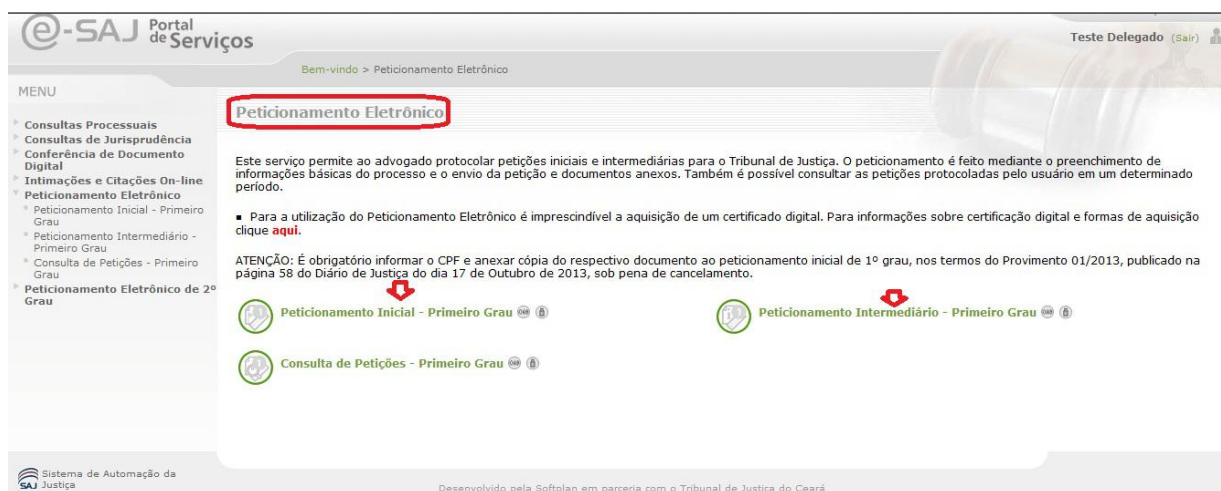 e-SAJ Portal de Serviços
Teste Delegado (Sair)
Bem-vindo > Peticionamento Eletrônico
MENU
Consultas Processuais
Consultas de Jurisprudência
Conferência de Documento
Digital
Intimações e Citações On-line
Peticionamento Eletrônico
Peticionamento Inicial - Primeiro
Grau
Peticionamento Intermediário -
Primeiro Grau
Consulta de Petições - Primeiro
Grau
Peticionamento Eletrônico de 2º
Grau
Peticionamento Eletrônico
Este serviço permite ao advogado protocolar petições iniciais e intermediárias para o Tribunal de Justiça. O peticionamento é feito mediante o preenchimento de
informações básicas do processo e o envio da petição e documentos anexos. Também é possível consultar as petições protocoladas pelo usuário em um determinado
período.
▪ Para a utilização do Peticionamento Eletrônico é imprescindível a aquisição de um certificado digital. Para informações sobre certificação digital e formas de aquisição
clique aqui.
ATENÇÃO: É obrigatório informar o CPF e anexar cópia do respectivo documento ao peticionamento inicial de 1º grau, nos termos do Provimento 01/2013, publicado na
página 58 do Diário de Justiça do dia 17 de Outubro de 2013, sob pena de cancelamento.
Peticionamento Inicial - Primeiro Grau
Peticionamento Intermediário - Primeiro Grau
Consulta de Petições - Primeiro Grau
SAJ Sistema de Automação da
Justiça
Desenvolvido pela Softplan em parceria com o Tribunal de Justiça do Ceará